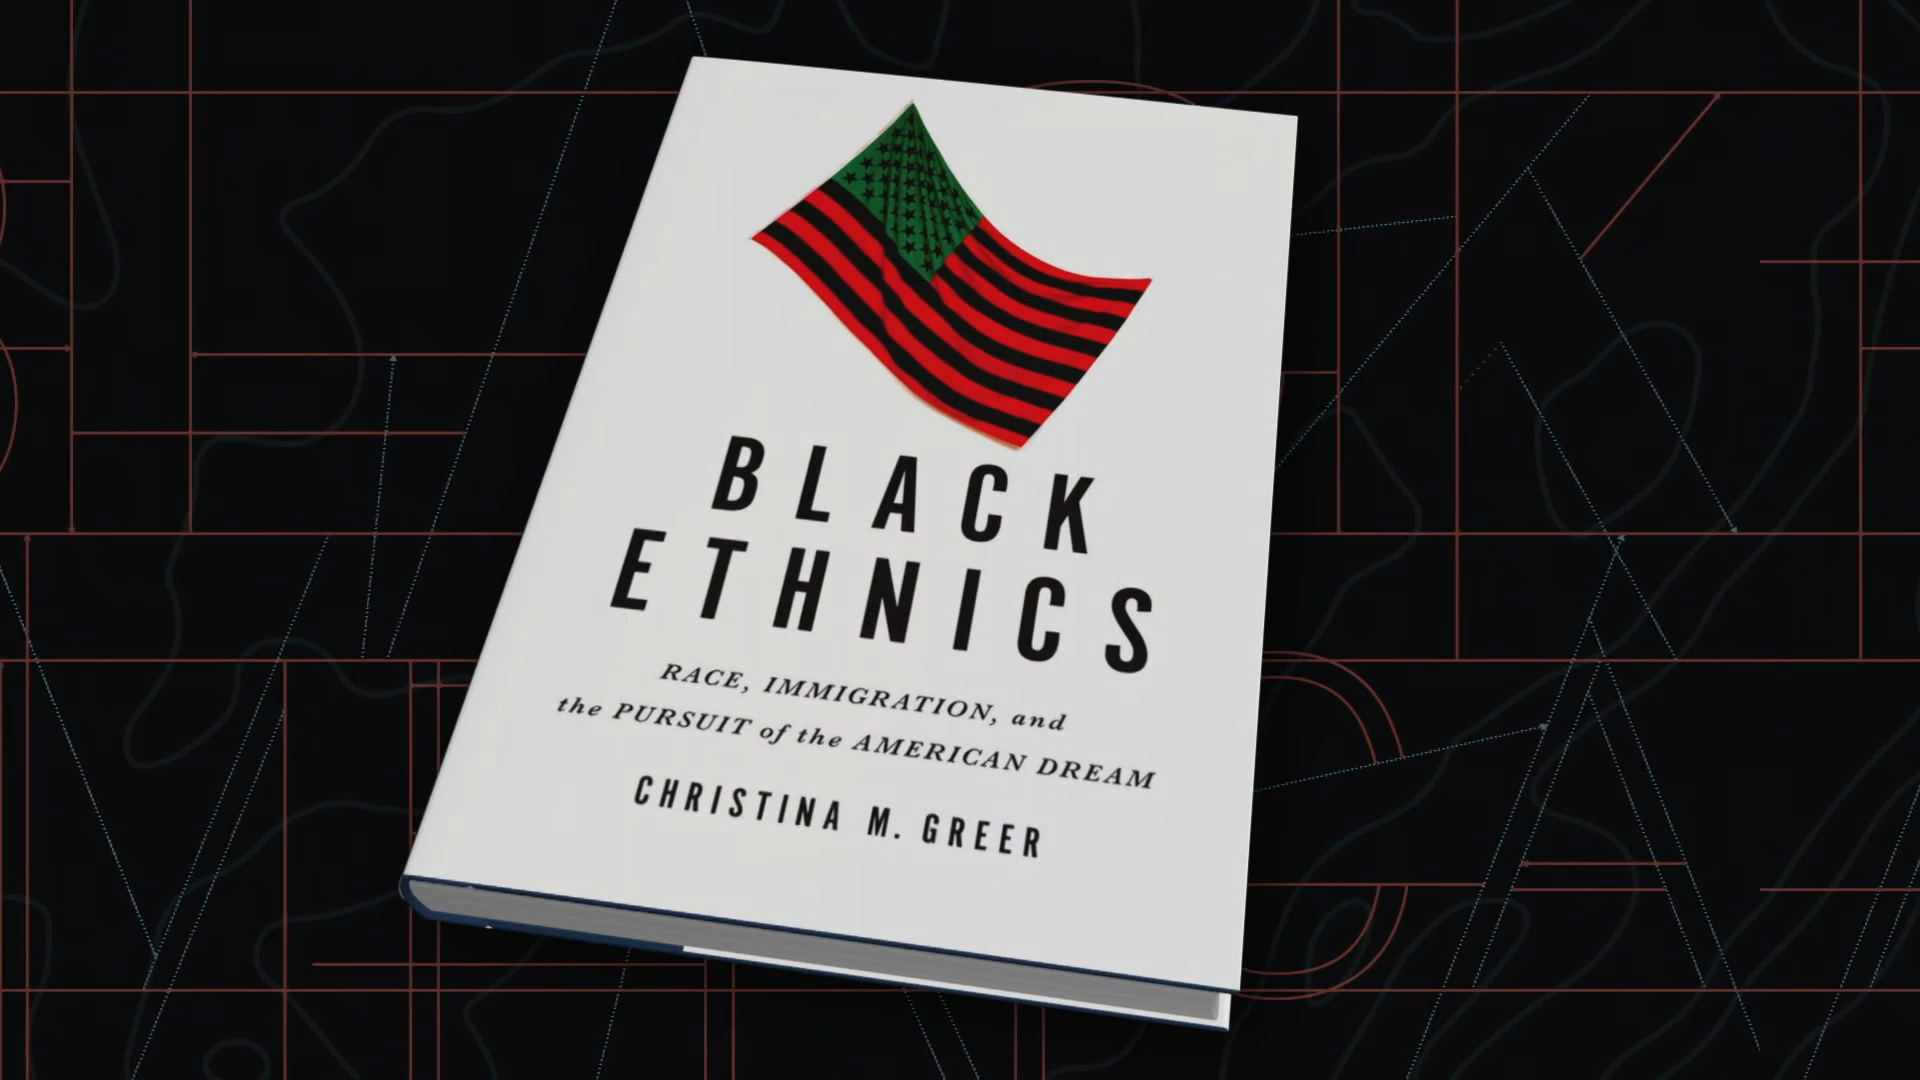 BLACK
ETHNICS
RACE, IMMIGRATION, and
the PURSUIT of the AMERICAN DREAM
CHRISTINA M. GREER